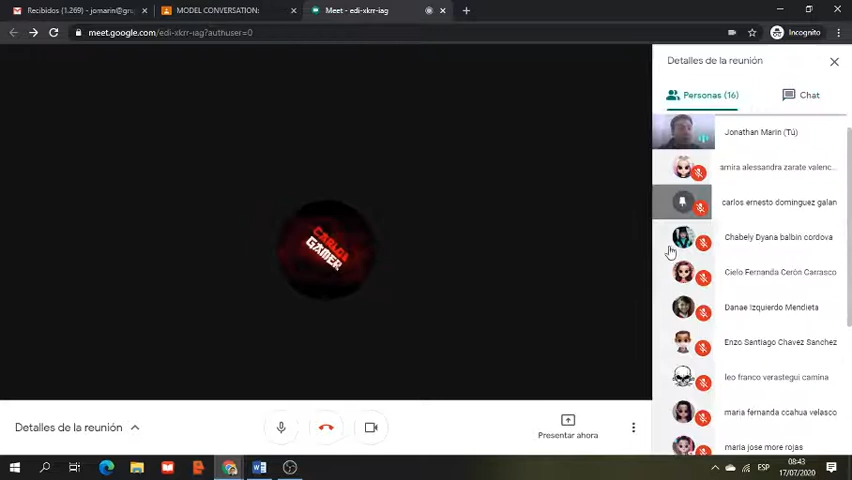 Recibidos (1.269) - jomarin@gru
MODEL CONVERSATION:
Meet - edi-xkrr-iag
meet.google.com/edi-xkrr-iag?authuser=0
Incognito
Detalles de la reunión
Personas (16)
Chat
Jonathan Marin (Tú)
amira alessandra zarate valenc...
carlos ernesto dominguez galan
Chabely Dyana balbin cordova
CARLOS
GAMER
Cielo Fernanda Cerón Carrasco
Danae Izquierdo Mendieta
Enzo Santiago Chavez Sanchez
leo franco verastegui camina
maria fernanda ccahua velasco
maria jose more rojas
Detalles de la reunión
Presentar ahora
ESP
08:43
17/07/2020